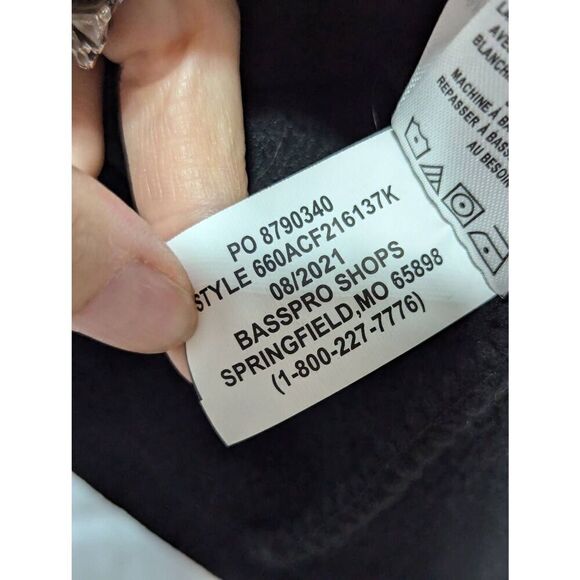 PO 8790340
STYLE 660ACF216137K
08/2021
BASSPRO SHOPS
SPRINGFIELD,MO 65898
(1-800-227-7776)
MACHINE À
REPASSER À
AU BESOIN